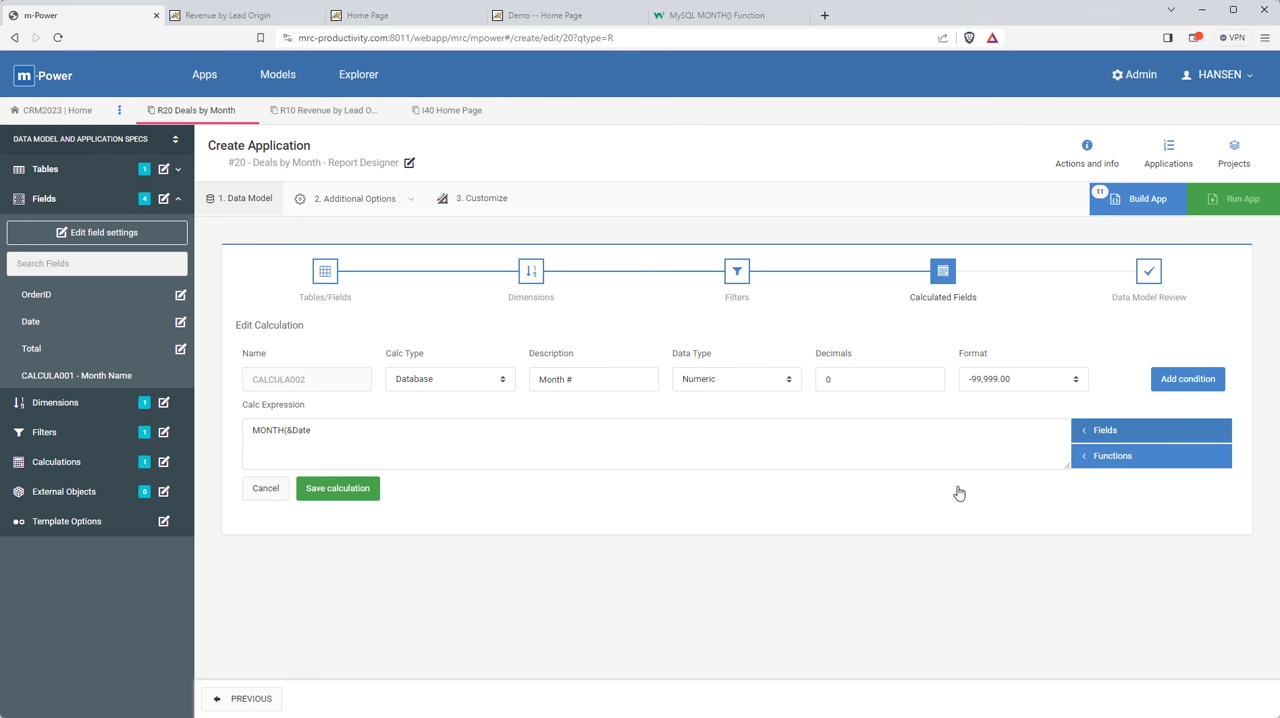 m-Power
Revenue by Lead Origin
Home Page
Demo -- Home Page
MySQL MONTH() Function
mrc-productivity.com:8011/webapp/mrc/mpower#/create/edit/20?qtype=R
VPN
m -Power
Apps
Models
Explorer
Admin
HANSEN
CRM2023 | Home
R20 Deals by Month
R10 Revenue by Lead O...
I40 Home Page
DATA MODEL AND APPLICATION SPECS
Tables
1
Fields
4
Edit field settings
Search Fields
OrderID
Date
Total
CALCULA001 - Month Name
Dimensions
1
Filters
1
Calculations
1
External Objects
0
Template Options
Create Application
#20 - Deals by Month - Report Designer
Actions and info
Applications
Projects
1. Data Model
2. Additional Options
3. Customize
11
Build App
Run App
Tables/Fields
Dimensions
Filters
Calculated Fields
Data Model Review
Edit Calculation
Name
Calc Type
Description
Data Type
Decimals
Format
CALCULA002
Database
Month #
Numeric
0
-99,999.00
Add condition
Calc Expression
MONTH(&Date
Fields
Functions
Cancel
Save calculation
PREVIOUS